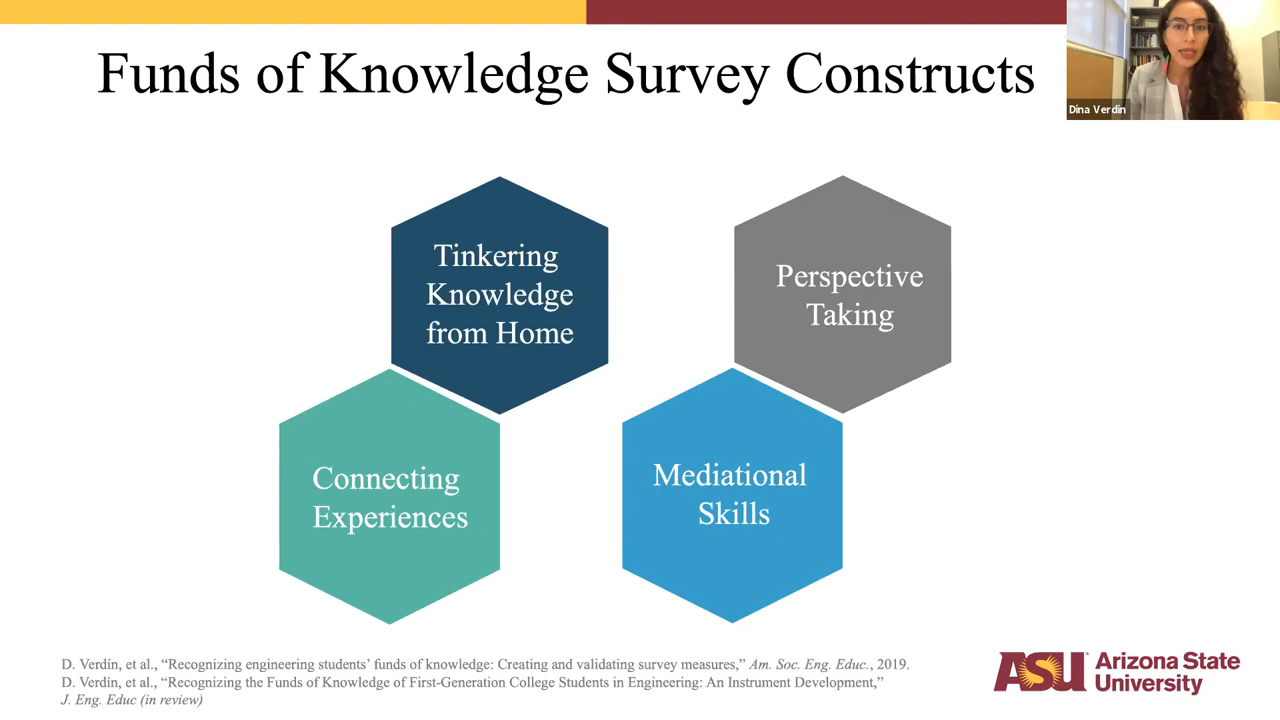 Funds of Knowledge Survey Constructs
Dina Verdin
Tinkering
Knowledge
from Home
Perspective
Taking
Connecting
Experiences
Mediational
Skills
D. Verdín, et al., “Recognizing engineering students’ funds of knowledge: Creating and validating survey measures,” Am. Soc. Eng. Educ., 2019.
D. Verdín, et al., “Recognizing the Funds of Knowledge of First-Generation College Students in Engineering: An Instrument Development,”
J. Eng. Educ (in review)
ASU Arizona State
University